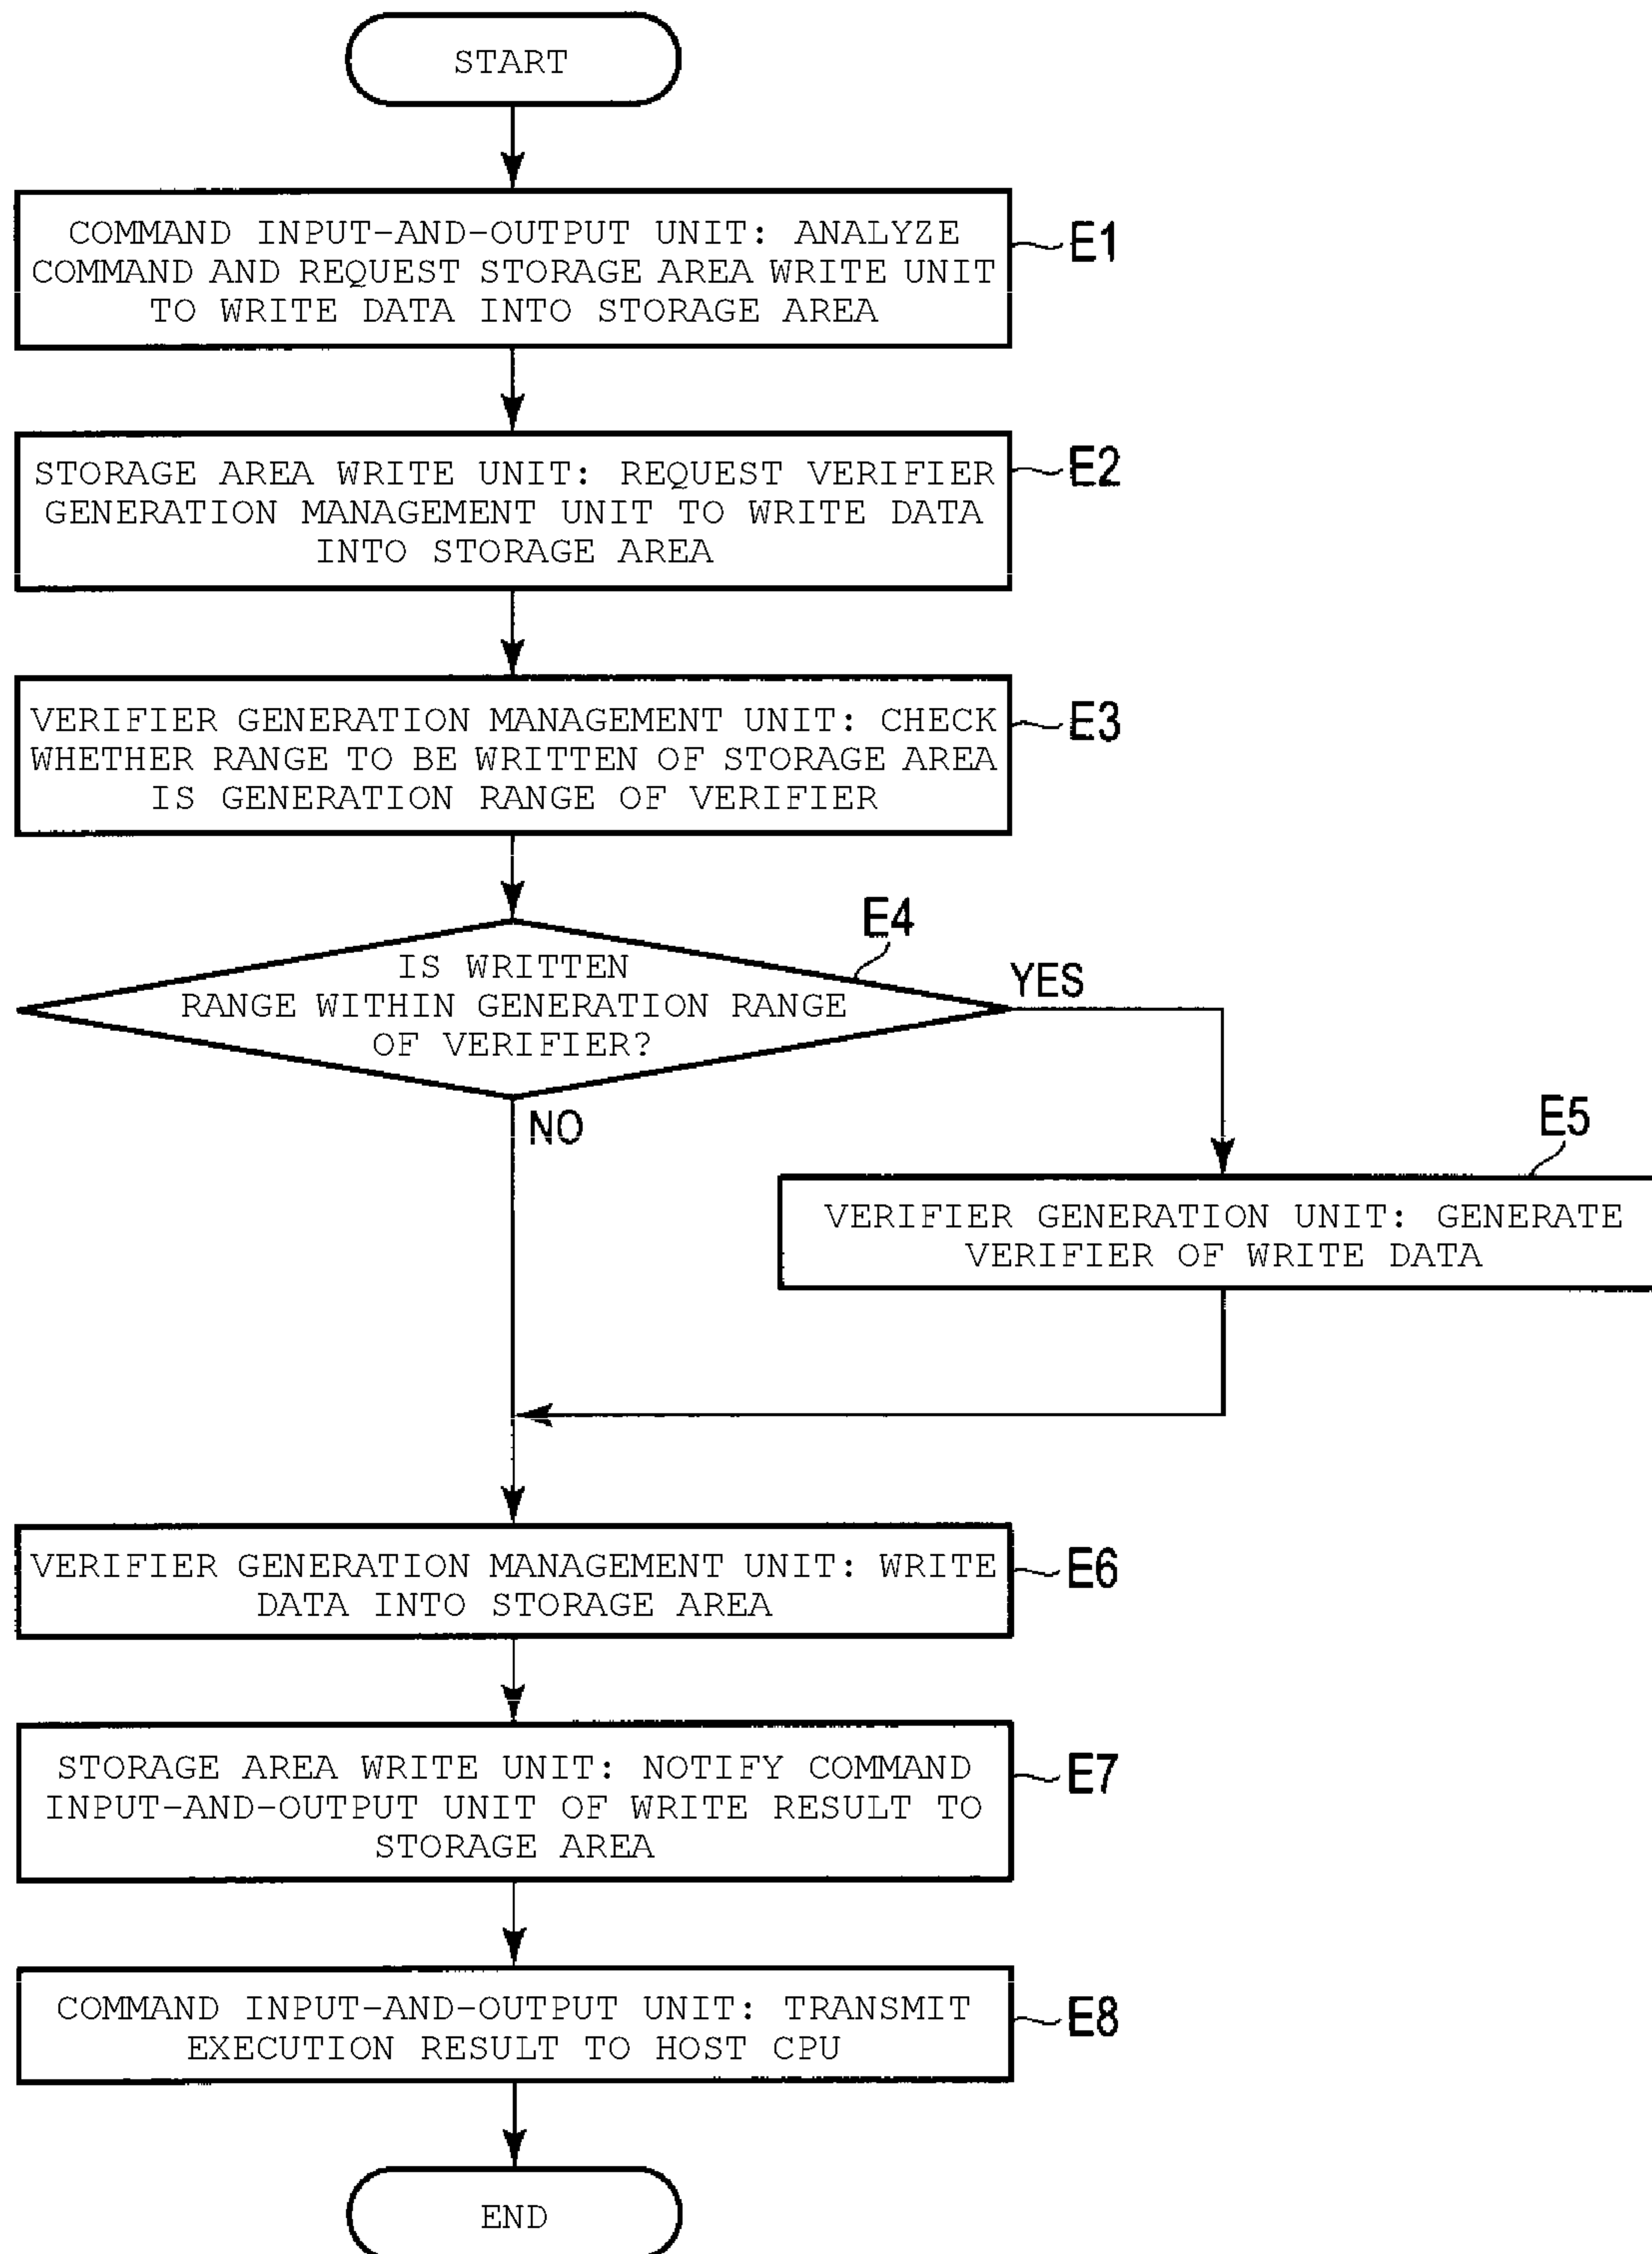 START
COMMAND INPUT-AND-OUTPUT UNIT: ANALYZE
COMMAND AND REQUEST STORAGE AREA WRITE UNIT
TO WRITE DATA INTO STORAGE AREA
E1
STORAGE AREA WRITE UNIT: REQUEST VERIFIER
GENERATION MANAGEMENT UNIT TO WRITE DATA
INTO STORAGE AREA
E2
VERIFIER GENERATION MANAGEMENT UNIT: CHECK
WHETHER RANGE TO BE WRITTEN OF STORAGE AREA
IS GENERATION RANGE OF VERIFIER
E3
E4
IS WRITTEN
RANGE WITHIN GENERATION RANGE
OF VERIFIER?
YES
NO
E5
VERIFIER GENERATION UNIT: GENERATE
VERIFIER OF WRITE DATA
VERIFIER GENERATION MANAGEMENT UNIT: WRITE
DATA INTO STORAGE AREA
E6
STORAGE AREA WRITE UNIT: NOTIFY COMMAND
INPUT-AND-OUTPUT UNIT OF WRITE RESULT TO
STORAGE AREA
E7
COMMAND INPUT-AND-OUTPUT UNIT: TRANSMIT
EXECUTION RESULT TO HOST CPU
E8
END